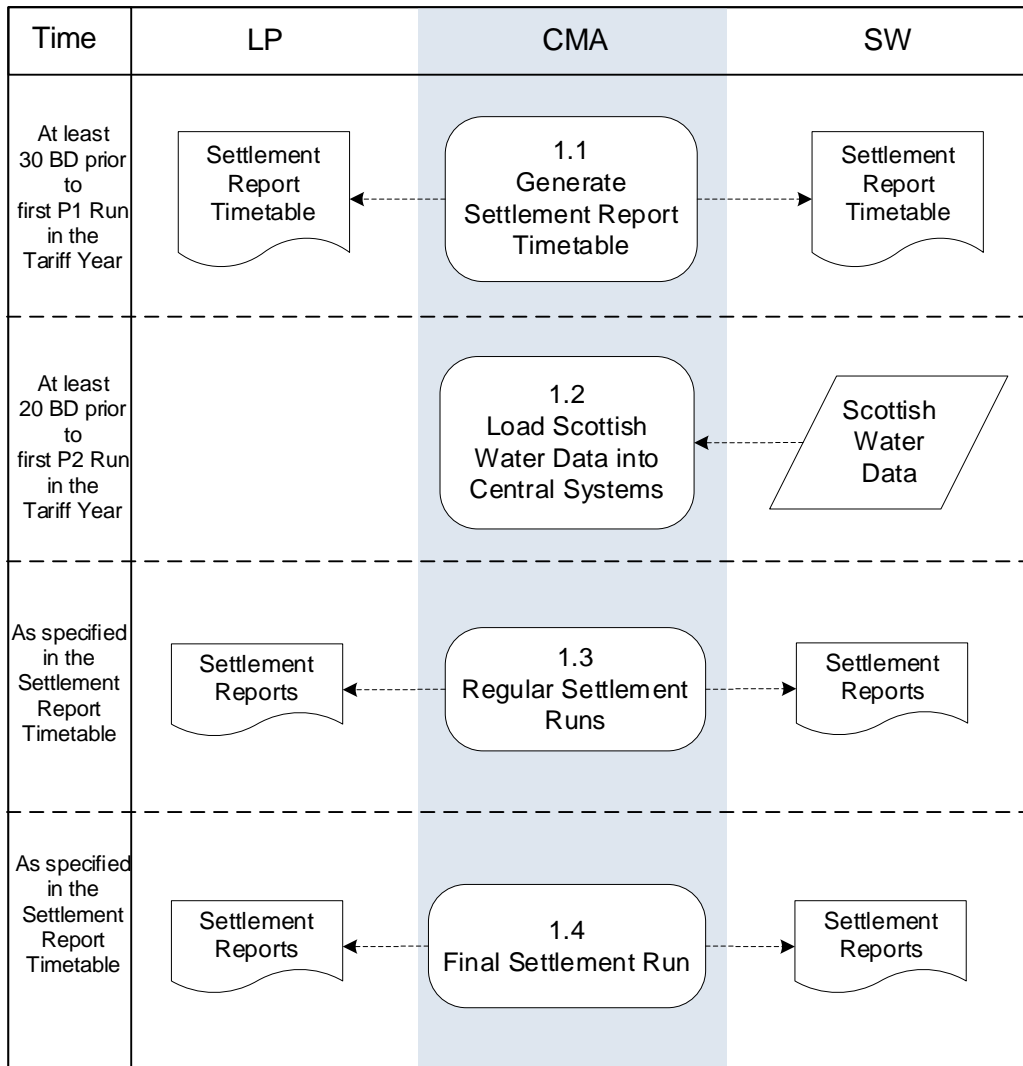 Time
LP
CMA
SW
At least
30 BD prior
to
first P1 Run
in the
Tariff Year
Settlement
Report
Timetable
1.1
Generate
Settlement Report
Timetable
Settlement
Report
Timetable
At least
20 BD prior
to
first P2 Run
in the
Tariff Year
1.2
Load Scottish
Water Data into
Central Systems
Scottish
Water
Data
As specified
in the
Settlement
Report
Timetable
Settlement
Reports
1.3
Regular Settlement
Runs
Settlement
Reports
As specified
in the
Settlement
Report
Timetable
Settlement
Reports
1.4
Final Settlement Run
Settlement
Reports